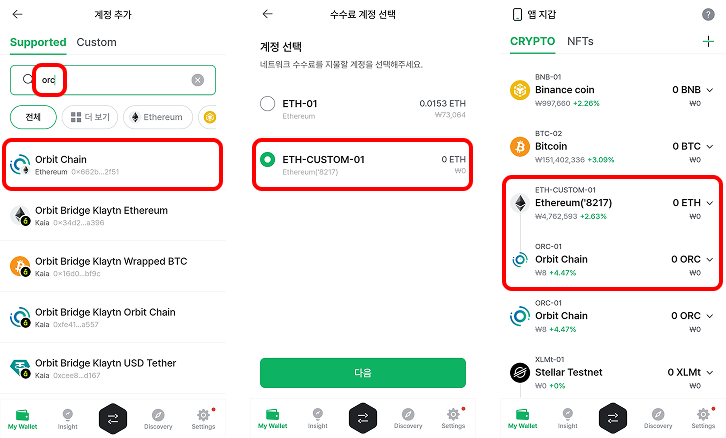 계정 추가
Supported
Custom
orc
전체
더 보기
Ethereum
Orbit Chain
Ethereum 0x662b...2f51
Orbit Bridge Klaytn Ethereum
Kaia 0x34d2...a396
Orbit Bridge Klaytn Wrapped BTC
Kaia 0x16d0...bf9c
Orbit Bridge Klaytn Orbit Chain
Kaia 0xfe41...a557
Orbit Bridge Klaytn USD Tether
Kaia 0xcee8...d167
My Wallet
Insight
Discovery
Settings
수수료 계정 선택
계정 선택
네트워크 수수료를 지불할 계정을 선택해주세요.
ETH-01
0.0153 ETH
Ethereum
₩73,064
ETH-CUSTOM-01
0 ETH
Ethereum('8217)
₩0
다음
My Wallet
Insight
Discovery
Settings
앱 지갑
?
CRYPTO
NFTs
BNB-01
Binance coin
0 BNB
₩997,660 +2.26%
₩0
BTC-02
Bitcoin
0 BTC
₩151,402,336 +3.09%
₩0
ETH-CUSTOM-01
Ethereum('8217)
0 ETH
₩4,762,593 +2.63%
₩0
ORC-01
Orbit Chain
0 ORC
₩8 +4.47%
₩0
ORC-01
Orbit Chain
0 ORC
₩8 +4.47%
₩0
XLMt-01
Stellar Testnet
0 XLMt
₩0 +0%
₩0
My Wallet
Insight
Discovery
Settings